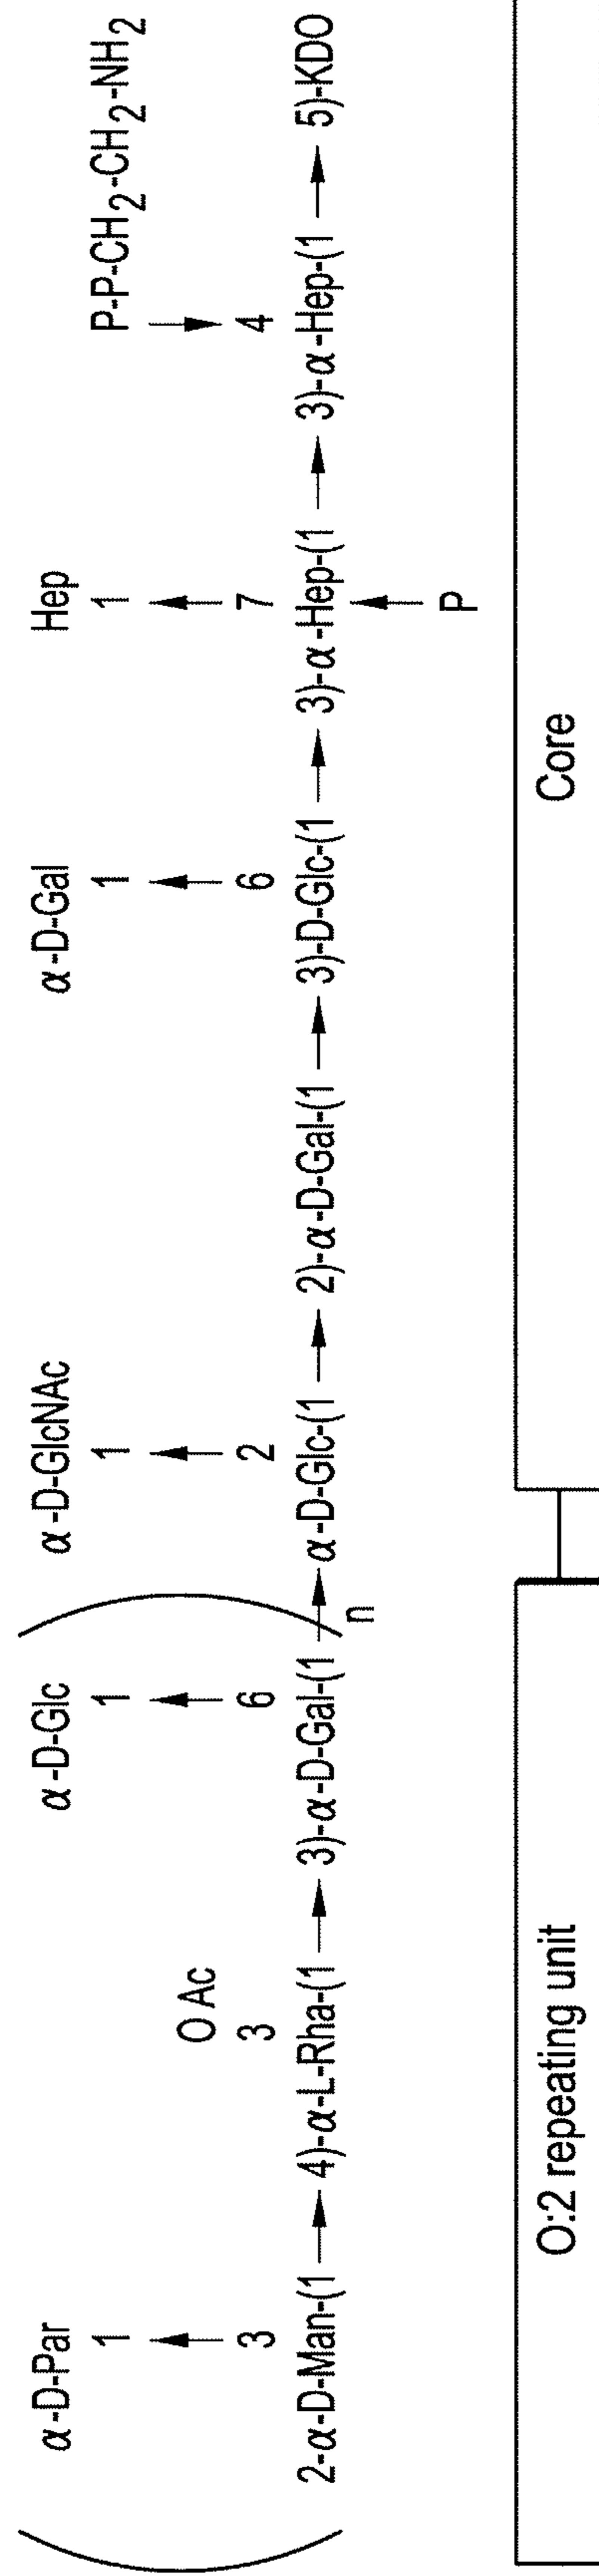 α-D-Par α-D-Glc α-D-GlcNAc α-D-Gal Hep
1 1 1 1 1 P-P-CH2-CH2-NH2
O Ac
3 3 6 2 6 7 4
2-α-D-Man-(1 → 4)-α-L-Rha-(1 → 3)-α-D-Gal-(1 → α-D-Glc-(1 → 2)-α-D-Gal-(1 → 3)-D-Glc-(1 → 3)-α-Hep-(1 → 3)-α-Hep-(1 → 5)-KDO
n
P
O:2 repeating unit Core